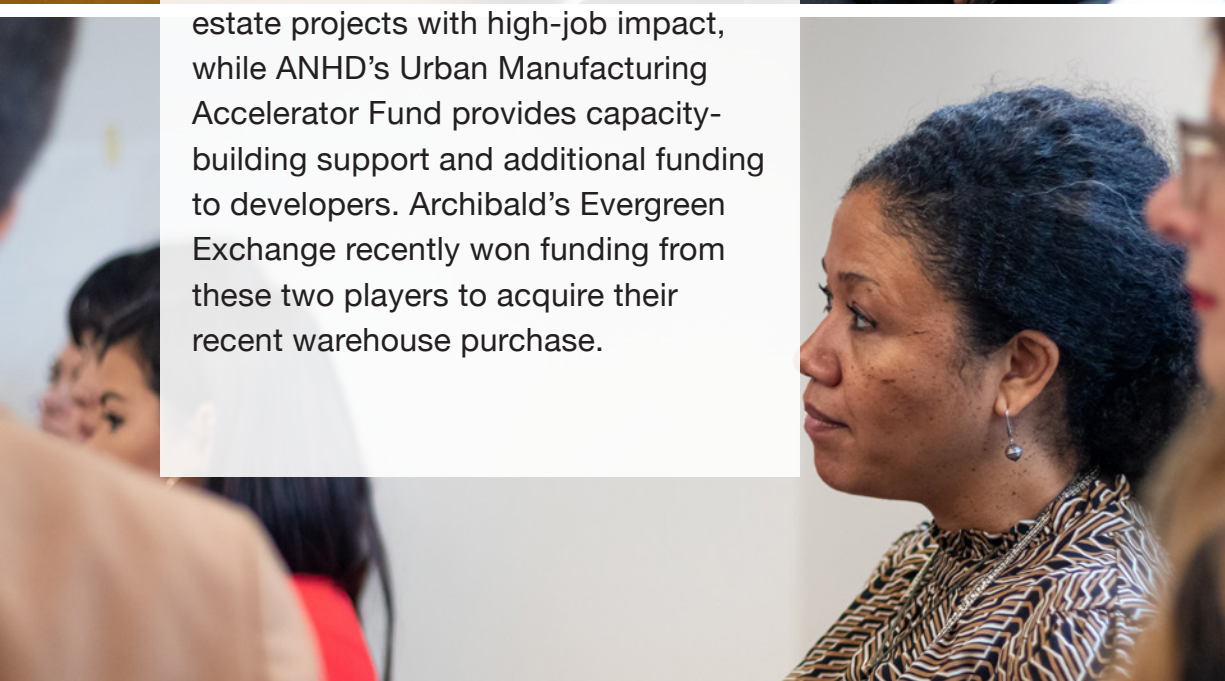 estate projects with high-job impact,
while ANHD’s Urban Manufacturing
Accelerator Fund provides capacity-
building support and additional funding
to developers. Archibald’s Evergreen
Exchange recently won funding from
these two players to acquire their
recent warehouse purchase.